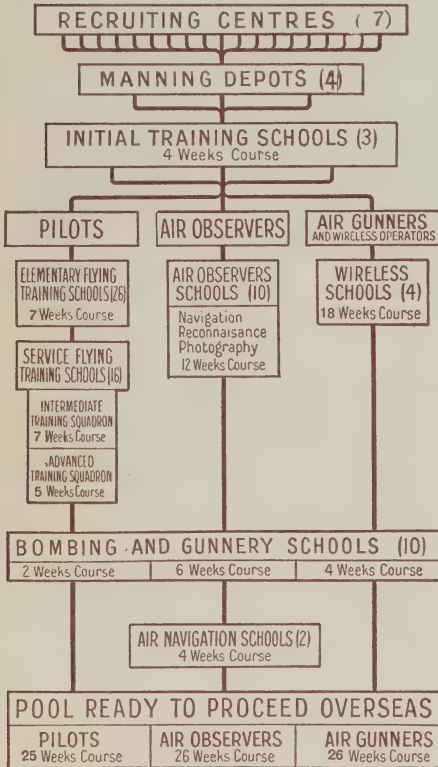 RECRUITING CENTRES (7)
MANNING DEPOTS (4)
INITIAL TRAINING SCHOOLS (3)
4 Weeks Course
PILOTS
ELEMENTARY FLYING
TRAINING SCHOOLS (26)
7 Weeks Course
SERVICE FLYING
TRAINING SCHOOLS (16)
INTERMEDIATE
TRAINING SQUADRON
7 Weeks Course
ADVANCED
TRAINING SQUADRON
5 Weeks Course
AIR OBSERVERS
AIR OBSERVERS
SCHOOLS (10)
Navigation
Reconnaisance
Photography
12 Weeks Course
AIR GUNNERS
AND WIRELESS OPERATORS
WIRELESS
SCHOOLS (4)
18 Weeks Course
BOMBING AND GUNNERY SCHOOLS (10)
2 Weeks Course
6 Weeks Course
4 Weeks Course
AIR NAVIGATION SCHOOLS (2)
4 Weeks Course
POOL READY TO PROCEED OVERSEAS
PILOTS
25 Weeks Course
AIR OBSERVERS
26 Weeks Course
AIR GUNNERS
26 Weeks Course